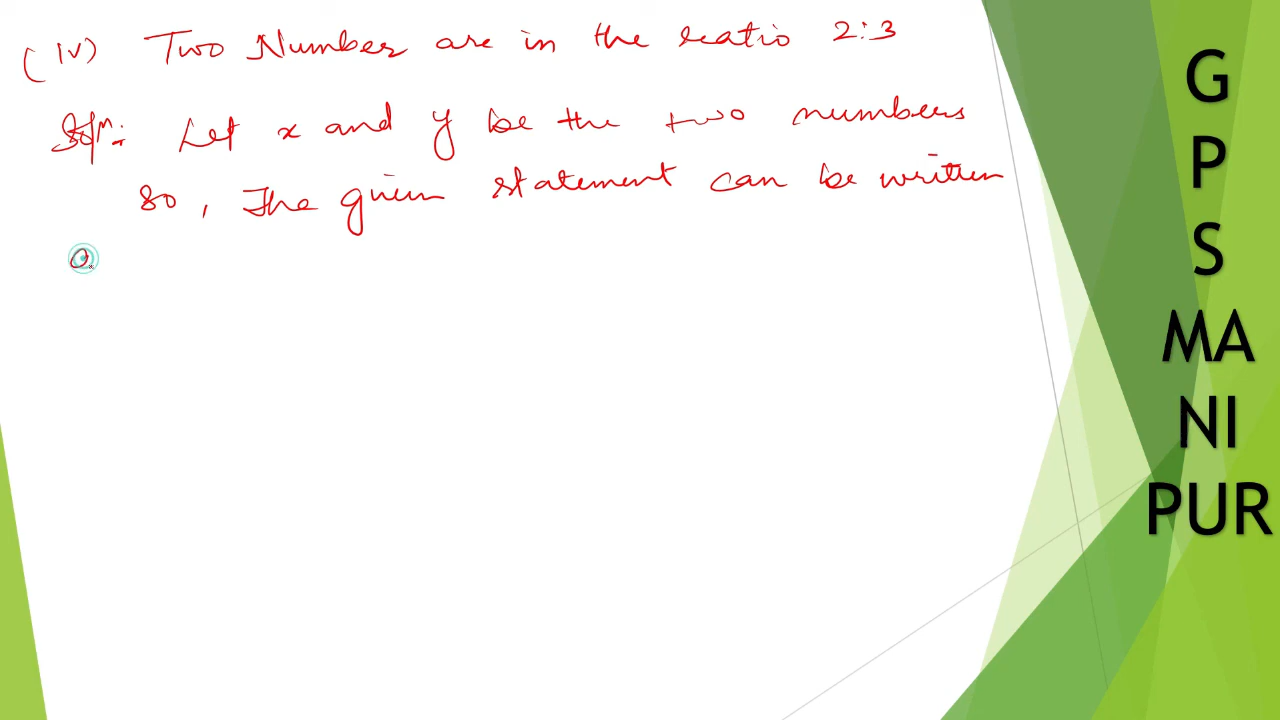 (iv) Two Number are in the ratio 2:3
Solⁿ: Let x and y be the two numbers
So, The given statement can be written
a
G
P
S
MA
NI
PUR